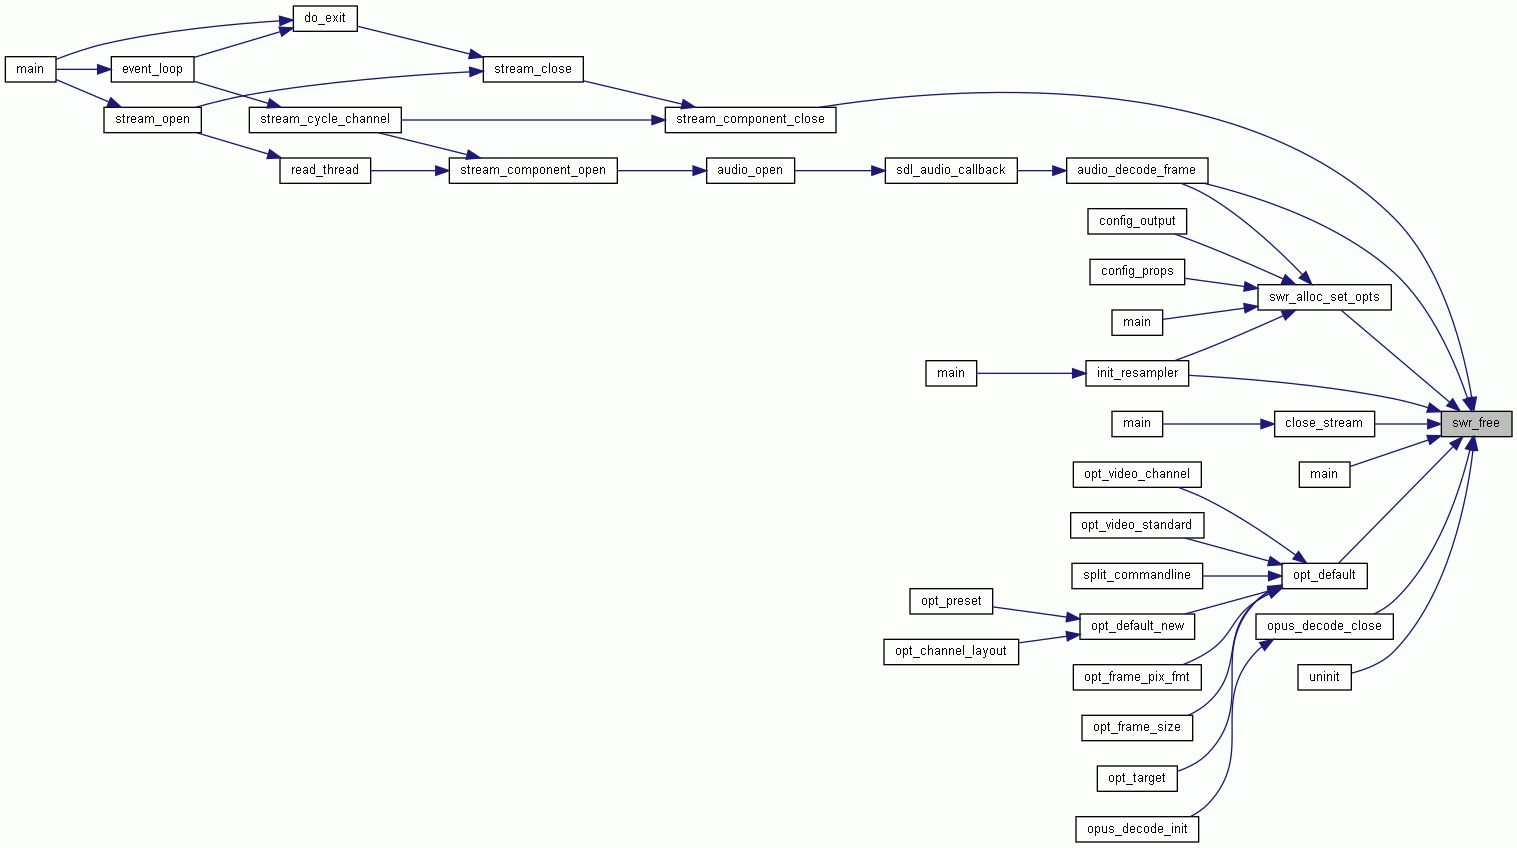 do_exit
main
event_loop
stream_close
stream_open
stream_cycle_channel
stream_component_close
read_thread
stream_component_open
audio_open
sdl_audio_callback
audio_decode_frame
config_output
config_props
swr_alloc_set_opts
main
main
init_resampler
main
close_stream
swr_free
opt_video_channel
main
opt_video_standard
split_commandline
opt_default
opt_preset
opt_default_new
opus_decode_close
opt_channel_layout
opt_frame_pix_fmt
uninit
opt_frame_size
opt_target
opus_decode_init